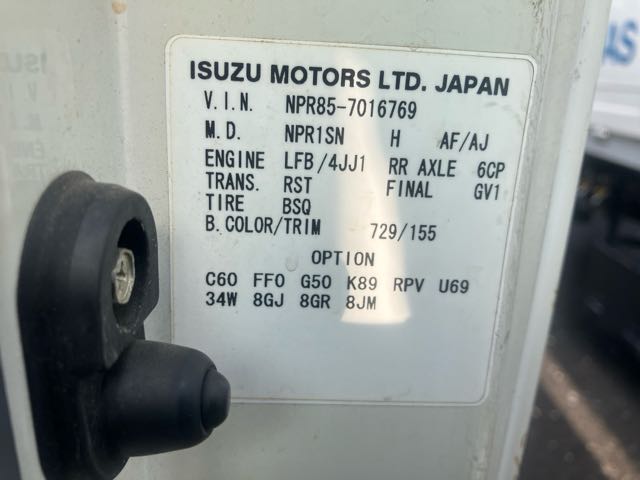 ISUZU MOTORS LTD. JAPAN
V.I.N. NPR85-7016769
M.D. NPR1SN H AF/AJ
ENGINE LFB/4JJ1 RR AXLE 6CP
TRANS. RST FINAL GV1
TIRE BSQ
B.COLOR/TRIM 729/155
OPTION
C60 FF0 G50 K89 RPV U69
34W 8GJ 8GR 8JM